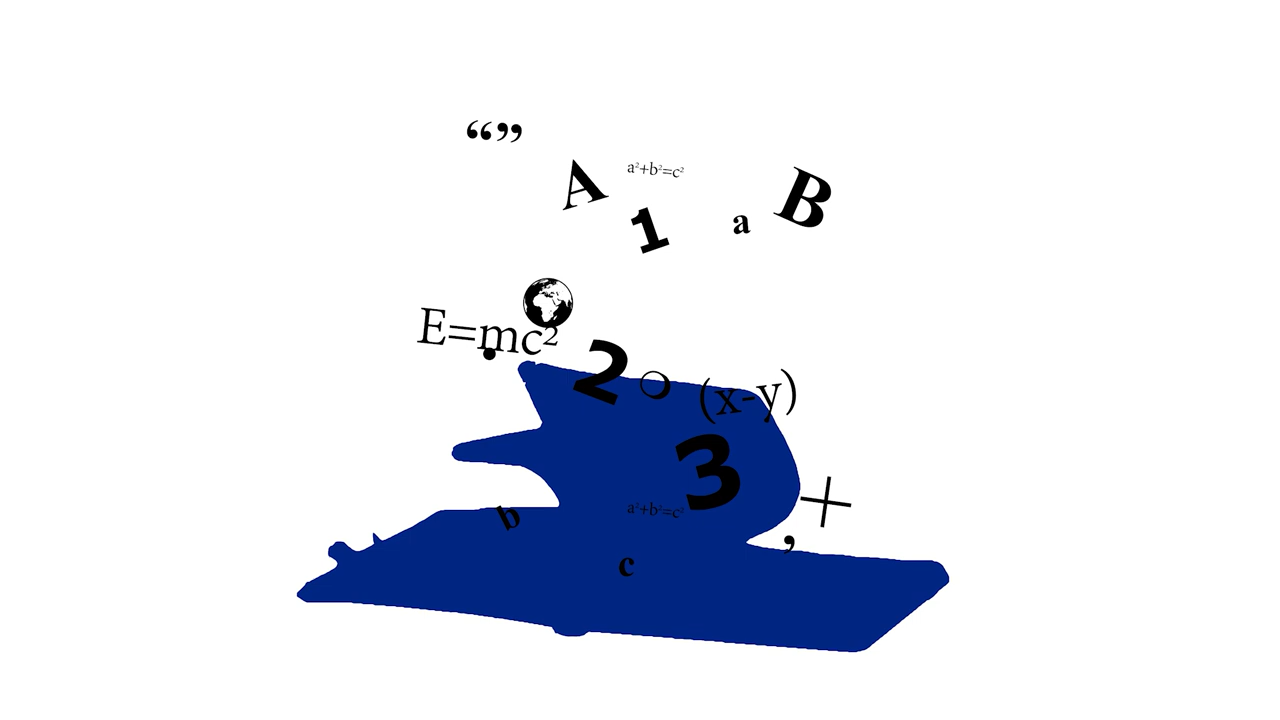 “”
A
a²+b²=c²
B
1
a
E=mc²
.
2
(x-y)
3
+
b
a²+b²=c²
,
c